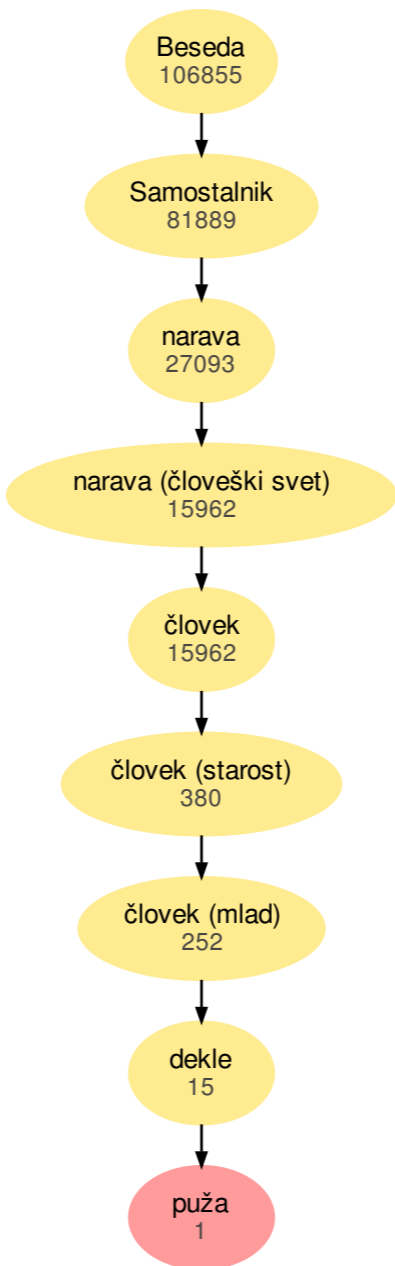 Beseda
106855
Samostalnik
81889
narava
27093
narava (človeški svet)
15962
človek
15962
človek (starost)
380
človek (mlad)
252
dekle
15
puža
1